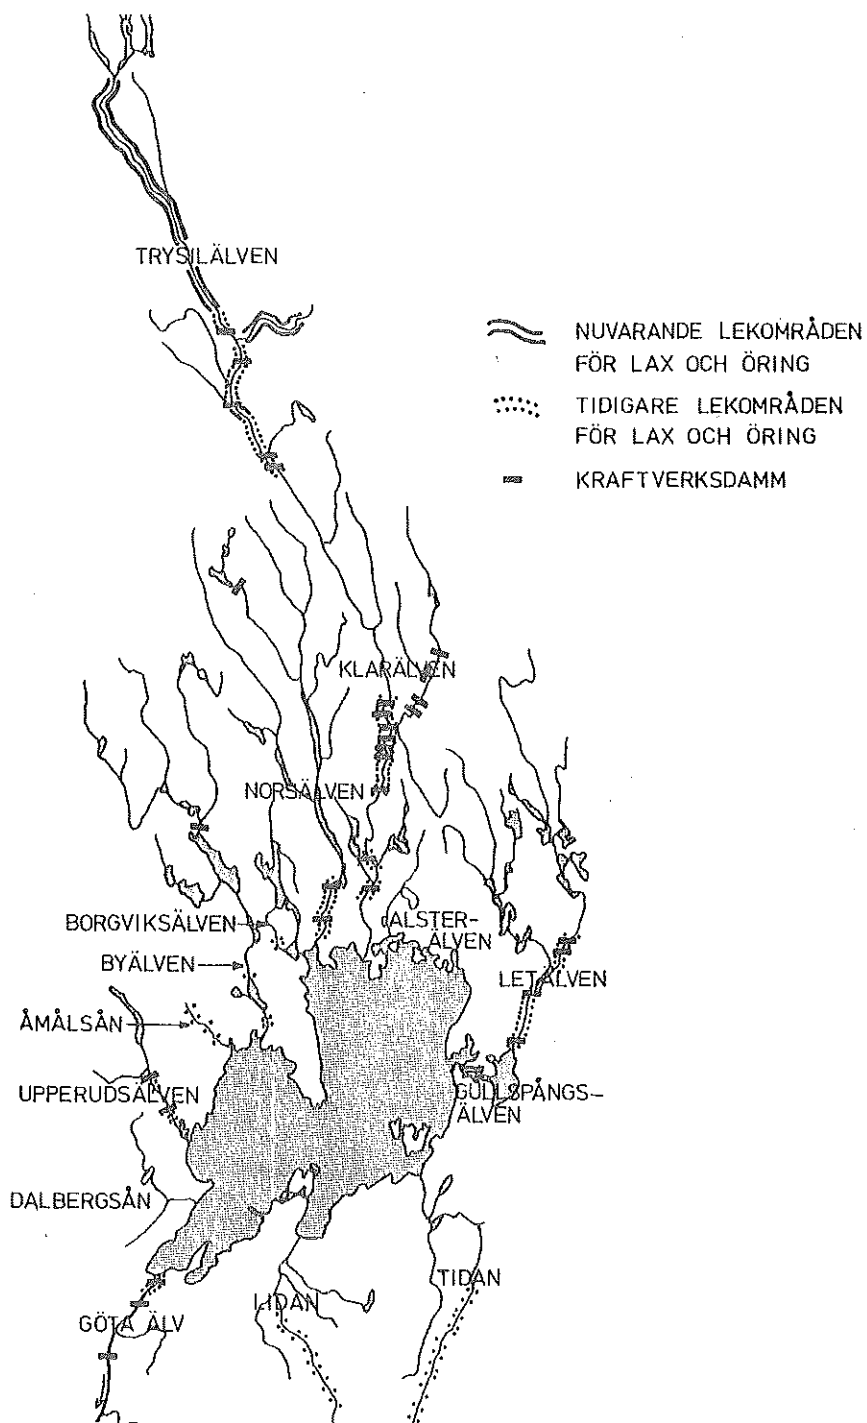 TRYSILÄLVEN
NUVARANDE LEKOMRÅDEN
FÖR LAX OCH ÖRING
TIDIGARE LEKOMRÅDEN
FÖR LAX OCH ÖRING
KRAFTVERKSDAMM
KLARÄLVEN
NORSÄLVEN
BORGVIKSÄLVEN
ALSTER-
ÄLVEN
BYÄLVEN
LETÄLVEN
ÅMÅLSÅN
UPPERUDSÄLVEN
GULLSPÅNGS-
ÄLVEN
DALBERGSÅN
TIDAN
LIDAN
GÖTA ÄLV